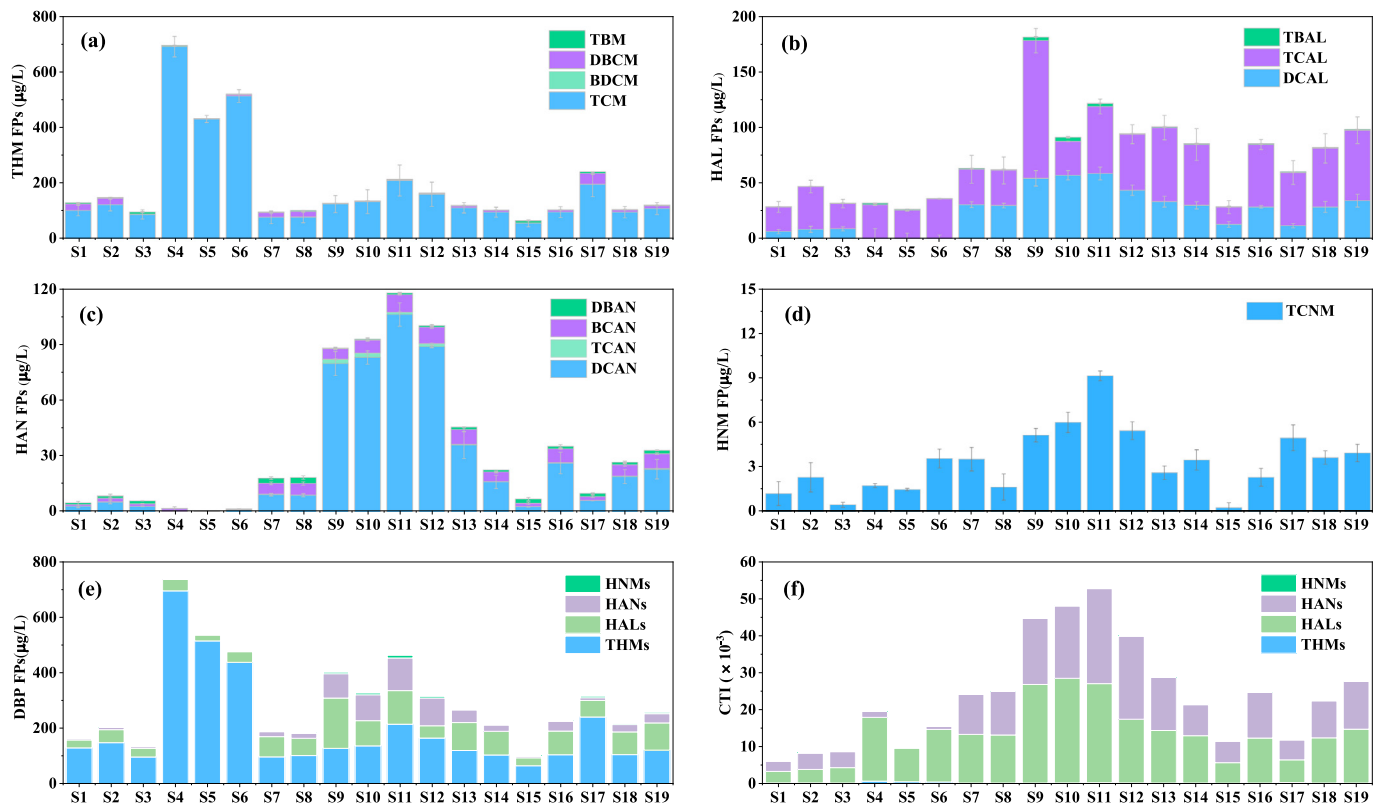 (a)
TBM
DBCM
BDCM
TCM
THM FPs (µg/L)
800
600
400
200
0
S1 S2 S3 S4 S5 S6 S7 S8 S9 S10 S11 S12 S13 S14 S15 S16 S17 S18 S19
(b)
TBAL
TCAL
DCAL
HAL FPs (µg/L)
200
150
100
50
0
S1 S2 S3 S4 S5 S6 S7 S8 S9 S10 S11 S12 S13 S14 S15 S16 S17 S18 S19
(c)
DBAN
BCAN
TCAN
DCAN
HAN FPs (µg/L)
120
90
60
30
0
S1 S2 S3 S4 S5 S6 S7 S8 S9 S10 S11 S12 S13 S14 S15 S16 S17 S18 S19
(d)
TCNM
HNM FP(µg/L)
15
12
9
6
3
0
S1 S2 S3 S4 S5 S6 S7 S8 S9 S10 S11 S12 S13 S14 S15 S16 S17 S18 S19
(e)
HNMs
HANs
HALs
THMs
DBP FPs(µg/L)
800
600
400
200
0
S1 S2 S3 S4 S5 S6 S7 S8 S9 S10 S11 S12 S13 S14 S15 S16 S17 S18 S19
(f)
HNMs
HANs
HALs
THMs
CTI ( × 10⁻³)
60
50
40
30
20
10
0
S1 S2 S3 S4 S5 S6 S7 S8 S9 S10 S11 S12 S13 S14 S15 S16 S17 S18 S19